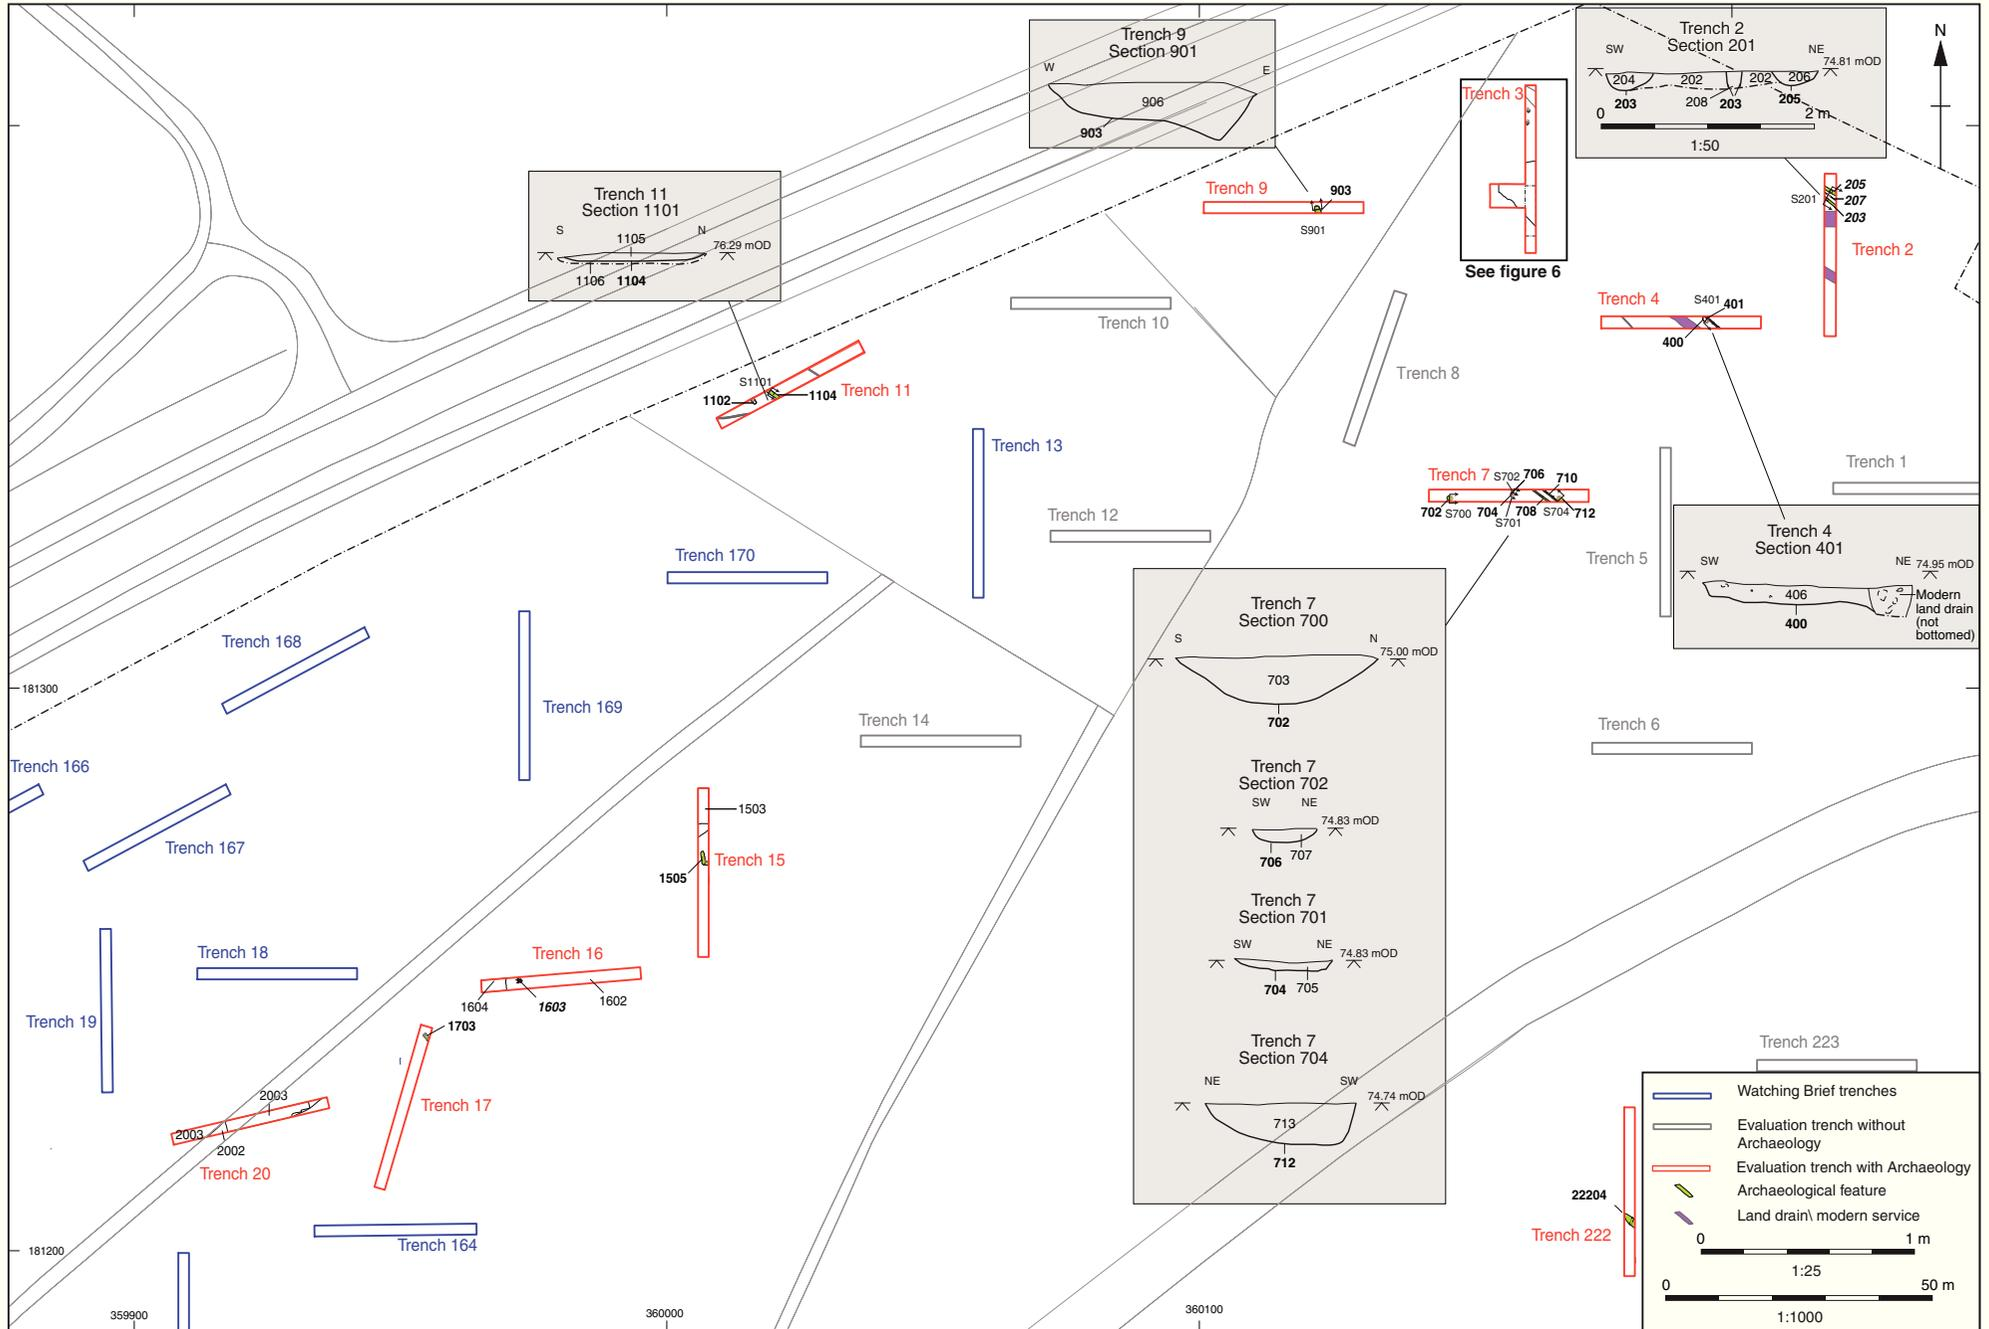 Trench 9
Section 901
W
E
906
903
Trench 2
Section 201
SW
NE
74.81 mOD
204
202
202
206
203
208
203
205
0
2 m
1:50
N
Trench 3
See figure 6
Trench 11
Section 1101
S
1105
N
76.29 mOD
1106
1104
Trench 9
903
S901
S201
205
207
203
Trench 2
Trench 10
Trench 4
S401
401
400
Trench 8
S1101
1102
1104
Trench 11
Trench 13
Trench 7
S702
706
710
702
S700
704
S701
708
S704
712
Trench 1
Trench 12
Trench 5
Trench 4
Section 401
SW
NE
74.95 mOD
406
400
Modern
land drain
(not
bottomed)
Trench 170
Trench 7
Section 700
S
N
75.00 mOD
703
702
Trench 168
Trench 169
181300
Trench 14
Trench 6
Trench 166
Trench 7
Section 702
SW
NE
74.83 mOD
706
707
Trench 167
1503
Trench 15
1505
Trench 7
Section 701
SW
NE
74.83 mOD
704
705
Trench 18
Trench 16
1604
1603
1602
Trench 19
1703
Trench 7
Section 704
NE
SW
74.74 mOD
713
712
Trench 223
2003
2003
2002
Trench 17
Trench 20
Trench 164
22204
Trench 222
Watching Brief trenches
Evaluation trench without
Archaeology
Evaluation trench with Archaeology
Archaeological feature
Land drain\ modern service
0
1 m
1:25
0
50 m
1:1000
181200
359900
360000
360100